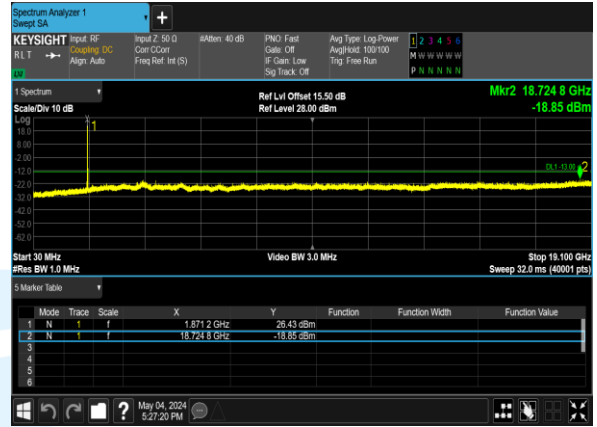 Spectrum Analyzer 1
Swept SA
KEYSIGHT Input: RF Input Z: 50 Ω #Atten: 40 dB PNO: Fast Avg Type: Log-Power 1 2 3 4 5 6
RLT Coupling: DC Corr CCorr Gate: Off Avg|Hold: 100/100 M W W W W W
Align: Auto Freq Ref: Int (S) IF Gain: Low Trig: Free Run P N N N N N
Sig Track: Off
LV
1 Spectrum Ref Lvl Offset 15.50 dB Mkr2 18.724 8 GHz
Scale/Div 10 dB Ref Level 28.00 dBm -18.85 dBm
Log 1
18.0
8.00
-2.00
-12.0 DL1 -13.00 2
-22.0
-32.0
-42.0
-52.0
-62.0
Start 30 MHz Video BW 3.0 MHz Stop 19.100 GHz
#Res BW 1.0 MHz Sweep 32.0 ms (40001 pts)
5 Marker Table
Mode Trace Scale X Y Function Function Width Function Value
1 N 1 f 1.871 2 GHz 26.43 dBm
2 N 1 f 18.724 8 GHz -18.85 dBm
3
4
5
6
? May 04, 2024
5:27:20 PM